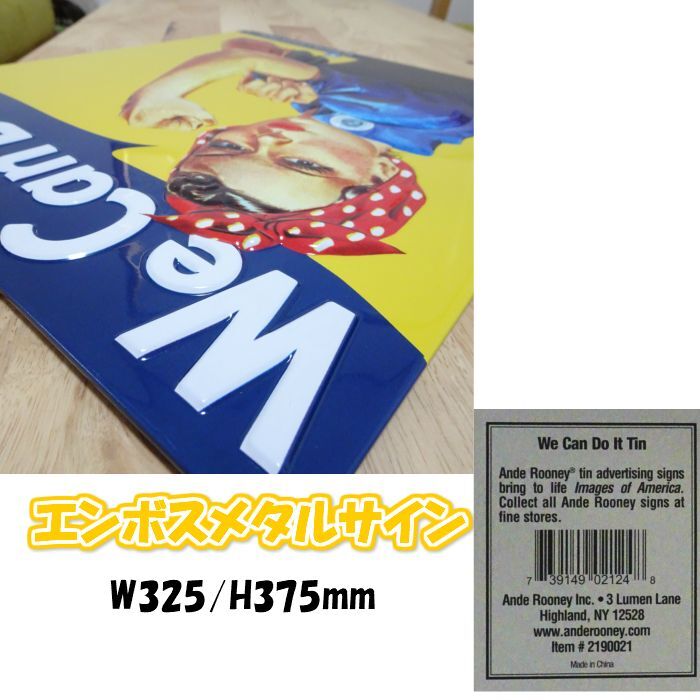 We Can D
エンボスメタルサイン
W325/H375mm
We Can Do It Tin
Ande Rooney® tin advertising signs
bring to life Images of America.
Collect all Ande Rooney signs at
fine stores.
7 39149 02124 8
Ande Rooney Inc. • 3 Lumen Lane
Highland, NY 12528
www.anderooney.com
Item # 2190021
Made in China